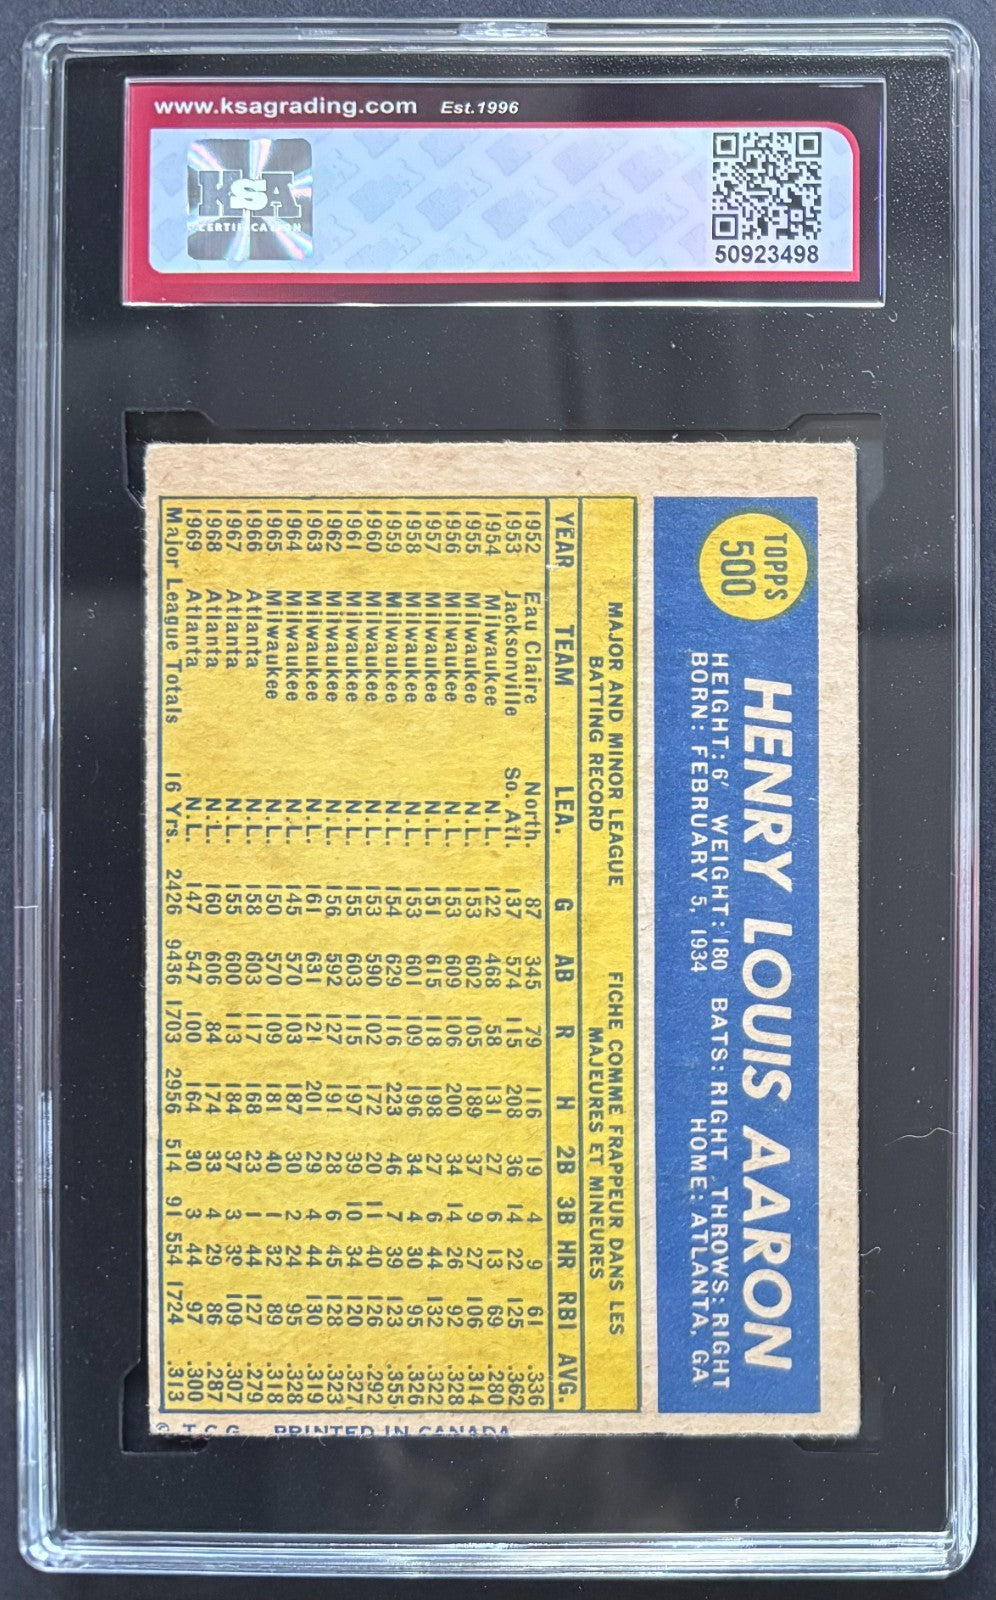 www.ksagrading.com Est.1996
KSA
CERTIFICATION
50923498
TOPPS
500
HENRY LOUIS AARON
HEIGHT: 6' WEIGHT: 180 BATS: RIGHT THROWS: RIGHT
BORN: FEBRUARY 5, 1934 HOME: ATLANTA, GA
MAJOR AND MINOR LEAGUE FICHE COMME FRAPPEUR DANS LES
BATTING RECORD MAJEURES ET MINEURES
YEAR TEAM LEA. G AB R H 2B 3B HR RBI AVG.
1952 Eau Claire North. 87 345 79 116 19 4 9 61 .336
1953 Jacksonville So. Atl. 137 574 115 208 36 14 22 125 .362
1954 Milwaukee N.L. 122 468 58 131 27 6 13 69 .280
1955 Milwaukee N.L. 153 602 105 189 37 9 27 106 .314
1956 Milwaukee N.L. 153 609 106 200 34 14 26 92 .328
1957 Milwaukee N.L. 151 615 118 198 27 6 44 132 .322
1958 Milwaukee N.L. 153 601 109 196 34 4 30 95 .326
1959 Milwaukee N.L. 154 629 116 223 46 7 39 123 .355
1960 Milwaukee N.L. 153 590 102 172 20 11 40 126 .292
1961 Milwaukee N.L. 155 603 115 197 39 10 34 120 .327
1962 Milwaukee N.L. 156 592 127 191 28 6 45 128 .323
1963 Milwaukee N.L. 161 631 121 201 29 4 44 130 .319
1964 Milwaukee N.L. 145 570 103 187 30 2 24 95 .328
1965 Milwaukee N.L. 150 570 109 181 40 1 32 89 .318
1966 Atlanta N.L. 158 603 117 168 23 1 44 127 .279
1967 Atlanta N.L. 155 600 113 184 37 3 39 109 .307
1968 Atlanta N.L. 160 606 84 174 33 4 29 86 .287
1969 Atlanta N.L. 147 547 100 164 30 3 44 97 .300
Major League Totals 16 Yrs. 2426 9436 1703 2956 514 91 554 1724 .313
© T.C.G. PRINTED IN CANADA